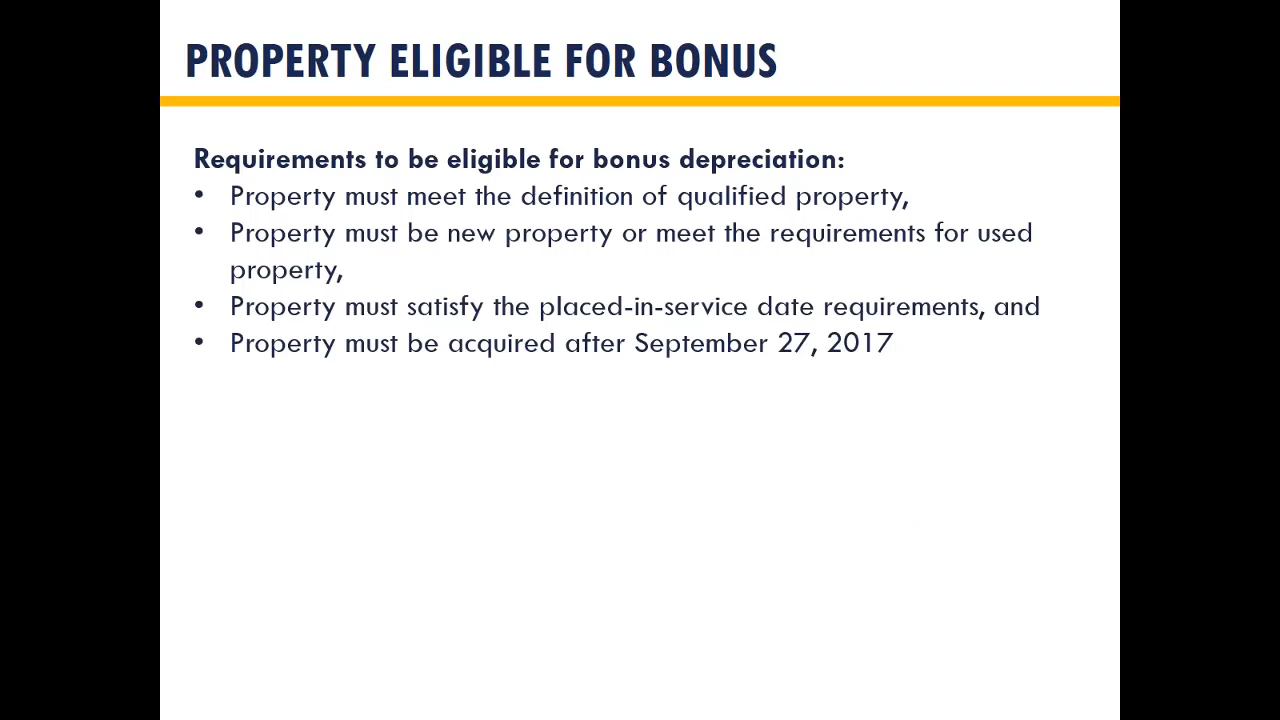 PROPERTY ELIGIBLE FOR BONUS
Requirements to be eligible for bonus depreciation:
• Property must meet the definition of qualified property,
• Property must be new property or meet the requirements for used
property,
• Property must satisfy the placed-in-service date requirements, and
• Property must be acquired after September 27, 2017